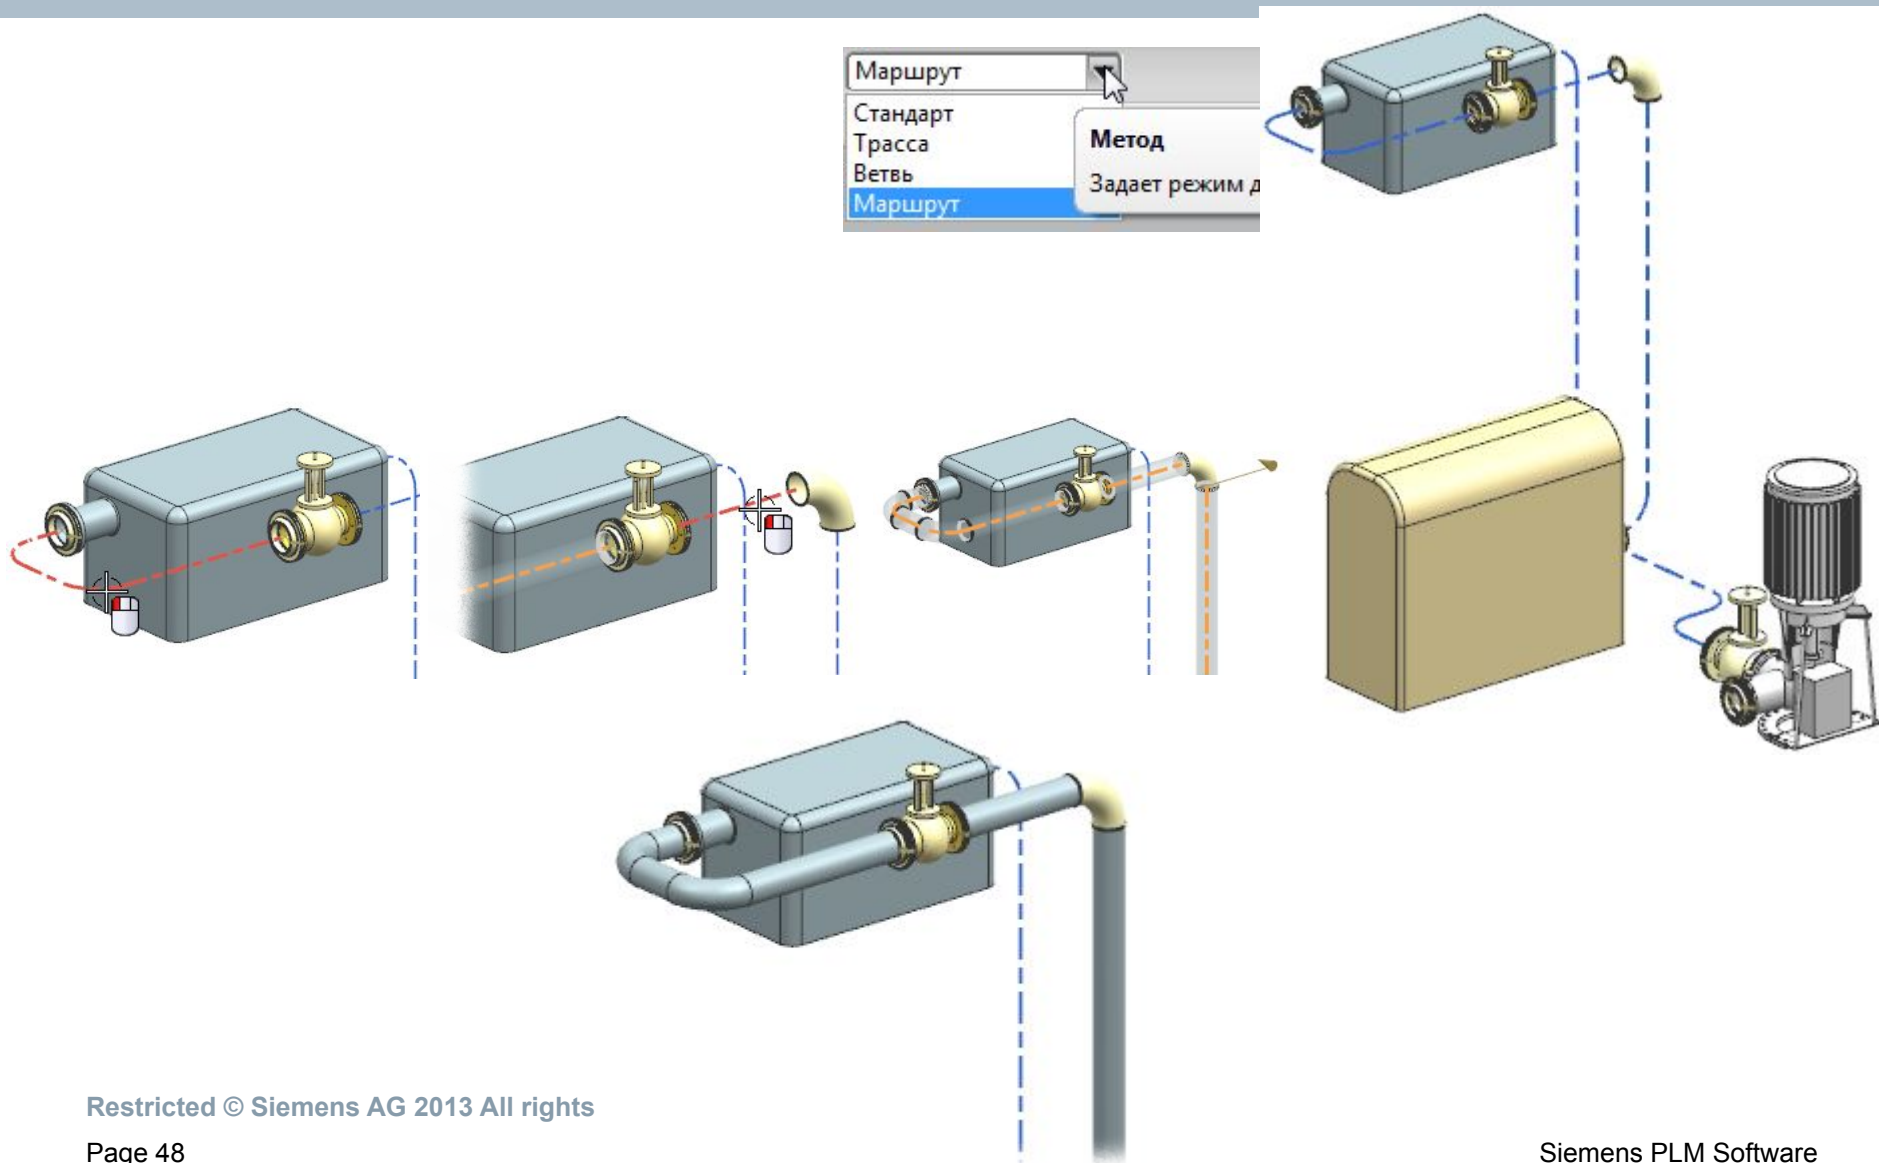 Маршрут
Стандарт
Трасса
Ветвь
Маршрут
Метод
Задает режим д
Restricted © Siemens AG 2013 All rights
Page 48
Siemens PLM Software